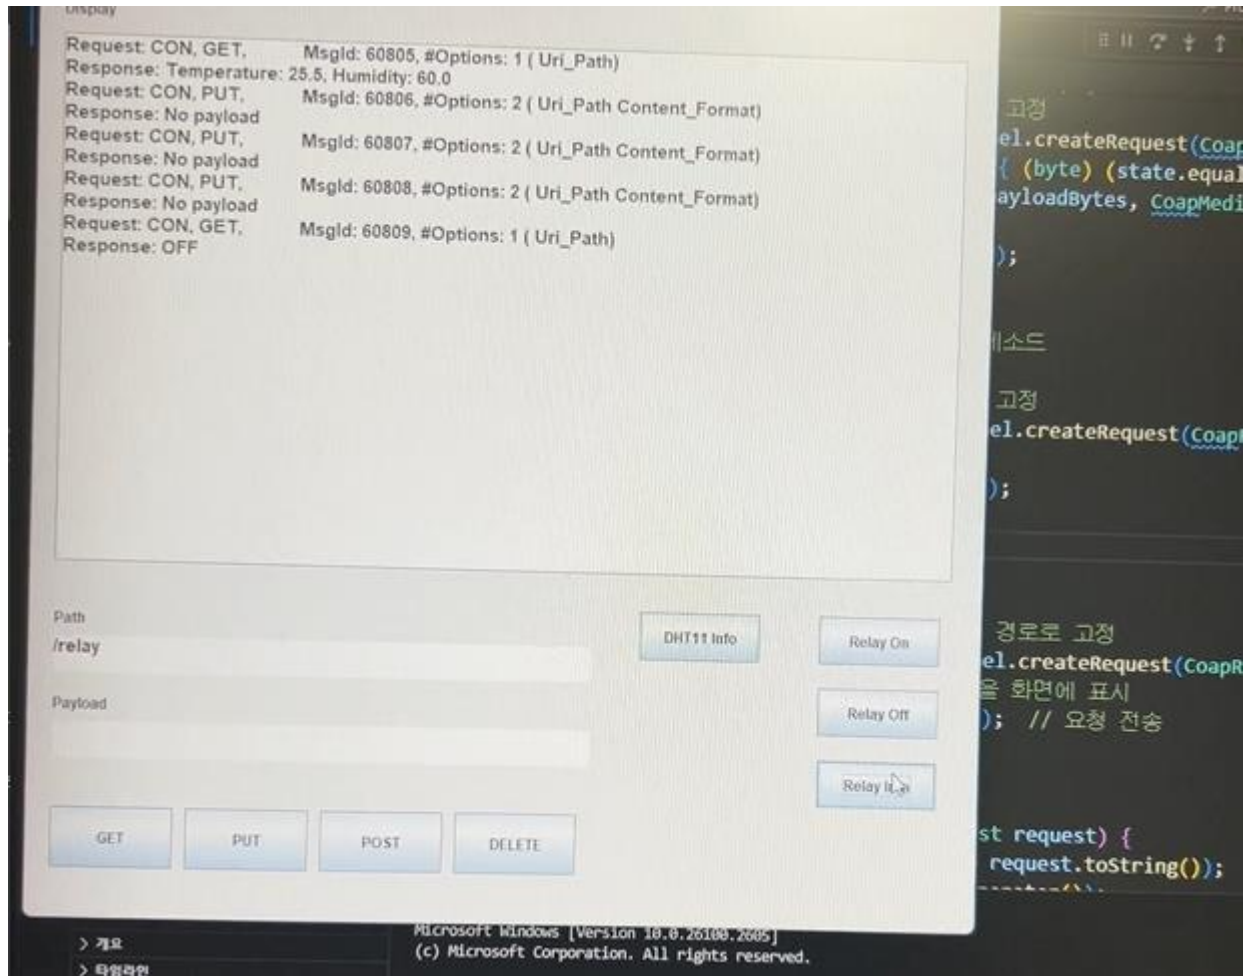 Display
Request: CON, GET, MsgId: 60805, #Options: 1 ( Uri_Path)
Response: Temperature: 25.5, Humidity: 60.0
Request: CON, PUT, MsgId: 60806, #Options: 2 ( Uri_Path Content_Format)
Response: No payload
Request: CON, PUT, MsgId: 60807, #Options: 2 ( Uri_Path Content_Format)
Response: No payload
Request: CON, PUT, MsgId: 60808, #Options: 2 ( Uri_Path Content_Format)
Response: No payload
Request: CON, GET, MsgId: 60809, #Options: 1 ( Uri_Path)
Response: OFF
Path
/relay
Payload
DHT11 Info
Relay On
Relay Off
Relay
GET
PUT
POST
DELETE
고정
el.createRequest(Coap
{ (byte) (state.equal
ayloadBytes, CoapMedi
);
소드
고정
el.createRequest(Coap
);
경로로 고정
el.createRequest(CoapR
을 화면에 표시
); // 요청 전송
st request) {
request.toString());
> 개요
> 타임라인
Microsoft Windows [Version 10.0.26100.2605]
(c) Microsoft Corporation. All rights reserved.